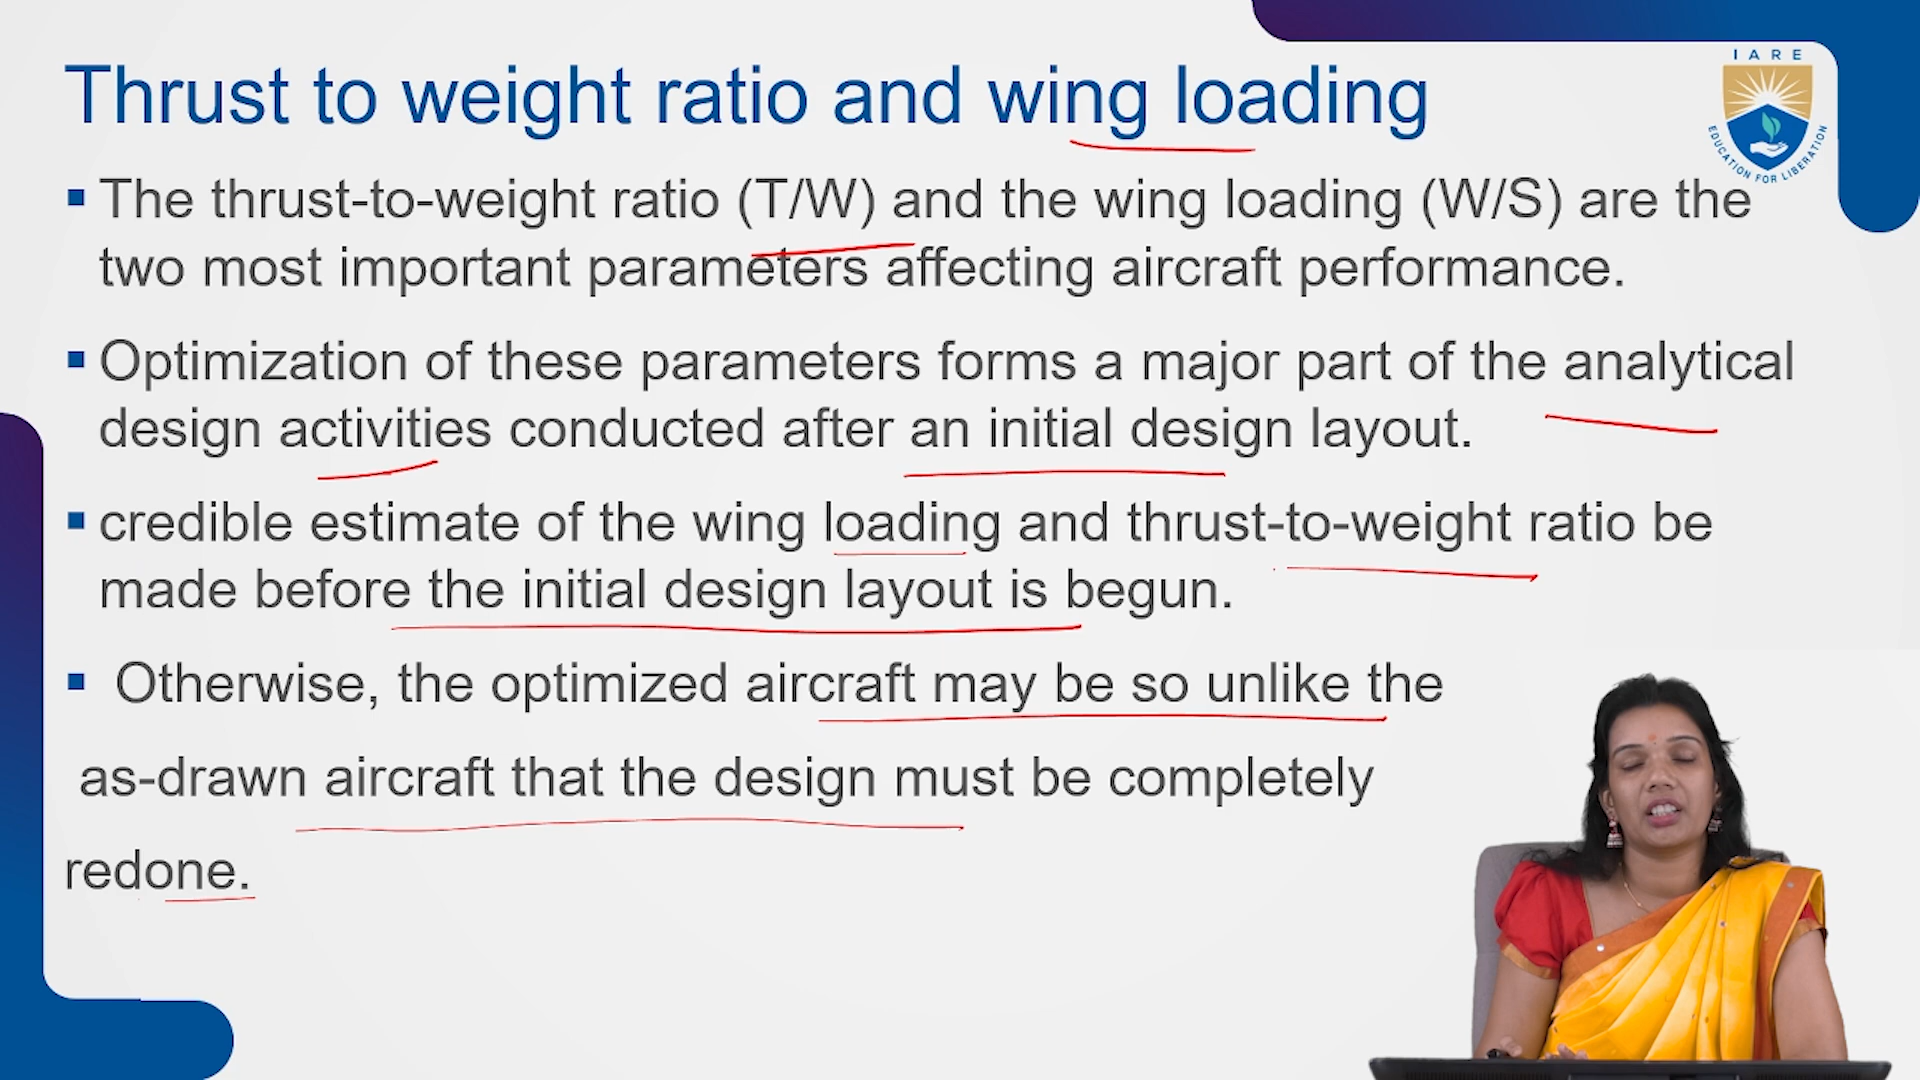 IARE
EDUCATION FOR LIBERATION
Thrust to weight ratio and wing loading
▪ The thrust-to-weight ratio (T/W) and the wing loading (W/S) are the
two most important parameters affecting aircraft performance.
▪ Optimization of these parameters forms a major part of the analytical
design activities conducted after an initial design layout.
▪ credible estimate of the wing loading and thrust-to-weight ratio be
made before the initial design layout is begun.
▪ Otherwise, the optimized aircraft may be so unlike the
as-drawn aircraft that the design must be completely
redone.